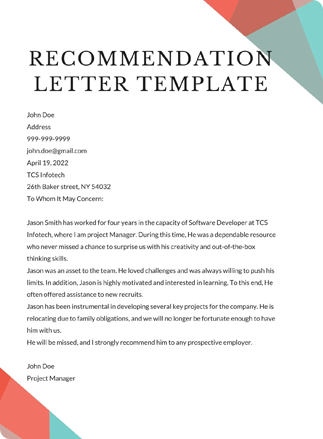 RECOMMENDATION
LETTER TEMPLATE
John Doe
Address
999-999-9999
john.doe@gmail.com
April 19, 2022
TCS Infotech
26th Baker street, NY 54032
To Whom It May Concern:
Jason Smith has worked for four years in the capacity of Software Developer at TCS
Infotech, where I am project Manager. During this time, He was a dependable resource
who never missed a chance to surprise us with his creativity and out-of-the-box
thinking skills.
Jason was an asset to the team. He loved challenges and was always willing to push his
limits. In addition, Jason is highly motivated and interested in learning. To this end, He
often offered assistance to new recruits.
Jason has been instrumental in developing several key projects for the company. He is
relocating due to family obligations, and we will no longer be fortunate enough to have
him with us.
He will be missed, and I strongly recommend him to any prospective employer.
John Doe
Project Manager